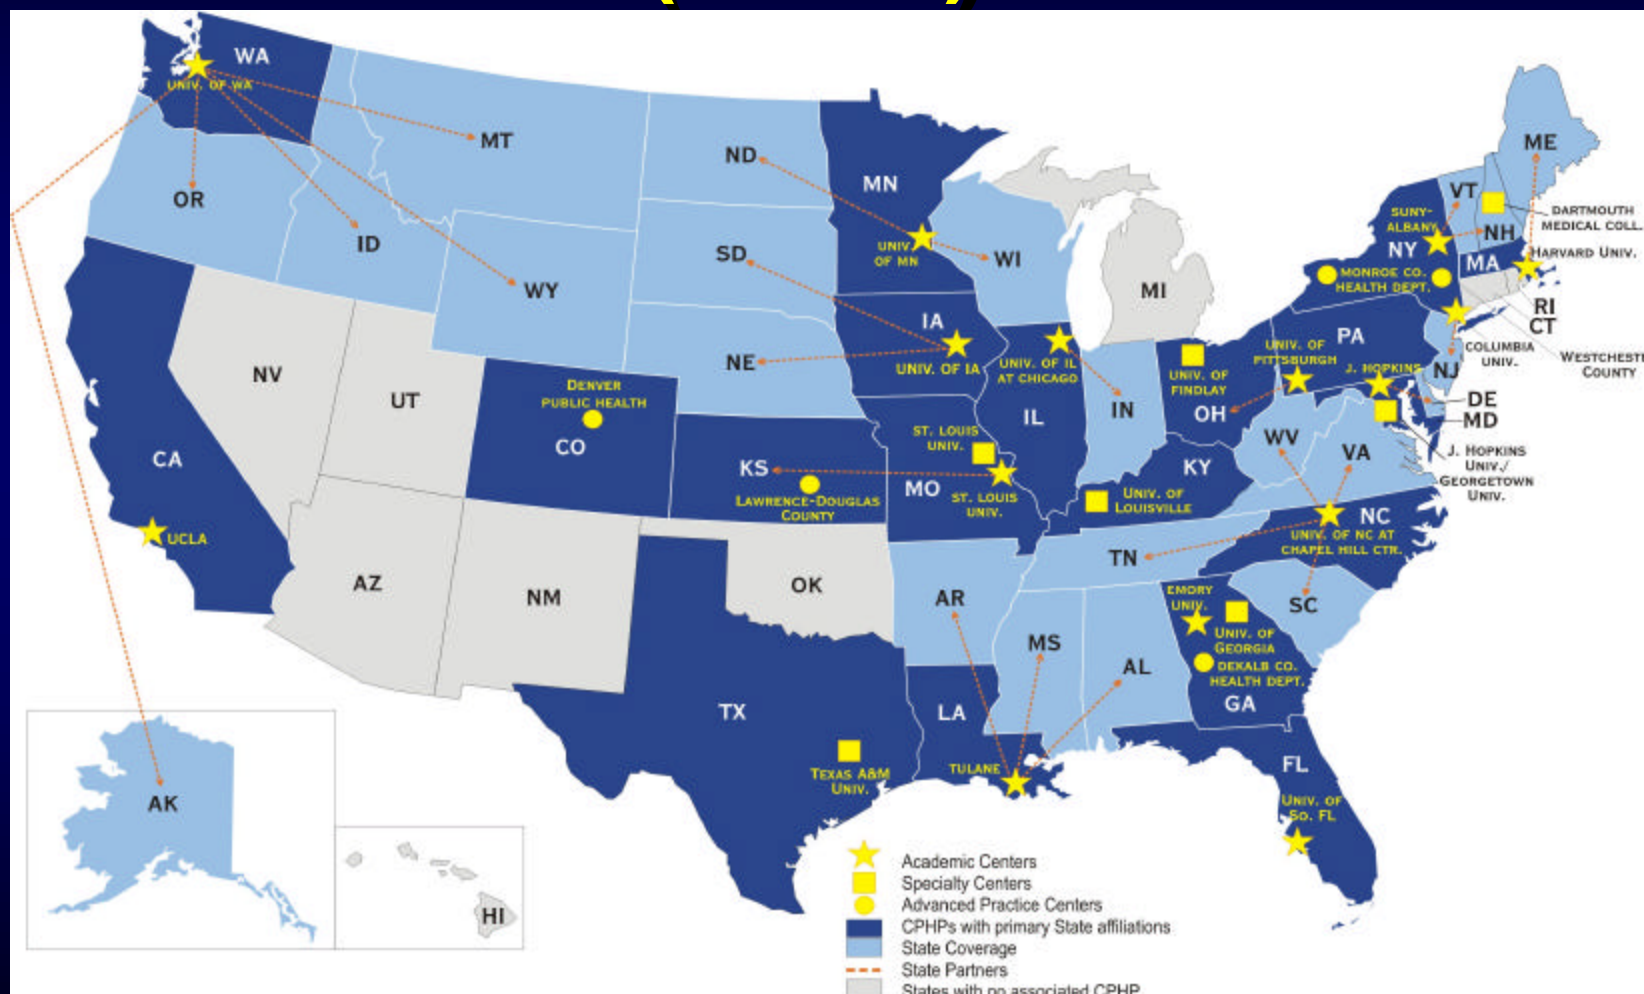 WA
UNIV. OF WA
MT
ND
MN
ME
OR
ID
SD
UNIV.
OF MN
WI
VT
SUNY-
ALBANY
NY
NH
DARTMOUTH
MEDICAL COLL.
MA
HARVARD UNIV.
MONROE CO.
HEALTH DEPT.
WY
MI
RI
CT
IA
UNIV. OF IA
NE
UNIV. OF IL
AT CHICAGO
UNIV. OF
FINDLAY
UNIV. OF
PITTSBURGH
PA
J. HOPKINS
NJ
COLUMBIA
UNIV.
COUNTY
NV
UT
DENVER
PUBLIC HEALTH
CO
IL
IN
OH
DE
MD
CA
KS
LAWRENCE-DOUGLAS
COUNTY
ST. LOUIS
UNIV.
MO
ST. LOUIS
UNIV.
KY
UNIV. OF
LOUISVILLE
WV
VA
J. HOPKINS
UNIV./
GEORGETOWN
UNIV.
UCLA
NC
UNIV. OF NC AT
CHAPEL HILL CTR.
TN
AZ
NM
OK
AR
MS
AL
EMORY
UNIV.
UNIV. OF
GEORGIA
DEKALB CO.
HEALTH DEPT.
GA
SC
TX
TEXAS A&M
UNIV.
LA
TULANE
FL
UNIV. OF
SO. FL
AK
HI
Academic Centers
Specialty Centers
Advanced Practice Centers
CPHPs with primary State affiliations
State Coverage
State Partners
States with no associated CPHP